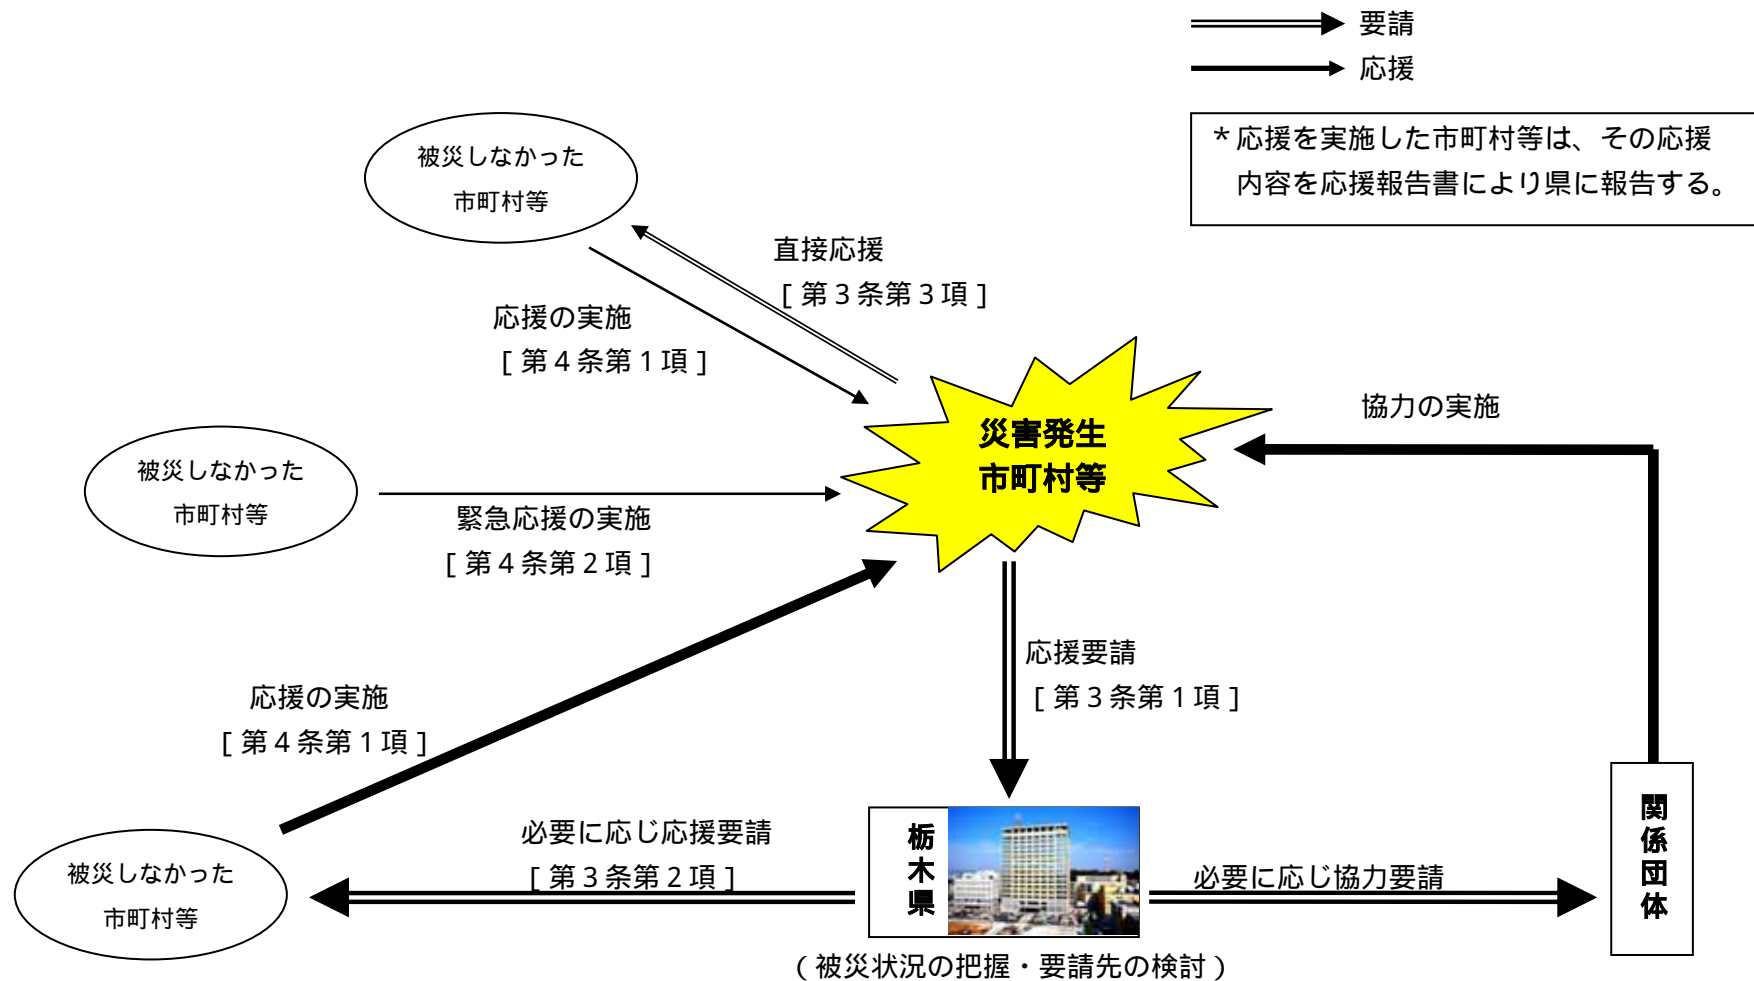 要請
応援
*応援を実施した市町村等は、その応援
内容を応援報告書により県に報告する。
被災しなかった
市町村等
直接応援
[第3条第3項]
応援の実施
[第4条第1項]
災害発生
市町村等
協力の実施
被災しなかった
市町村等
緊急応援の実施
[第4条第2項]
応援要請
[第3条第1項]
応援の実施
[第4条第1項]
被災しなかった
市町村等
必要に応じ応援要請
[第3条第2項]
栃木県
必要に応じ協力要請
関係団体
(被災状況の把握・要請先の検討)